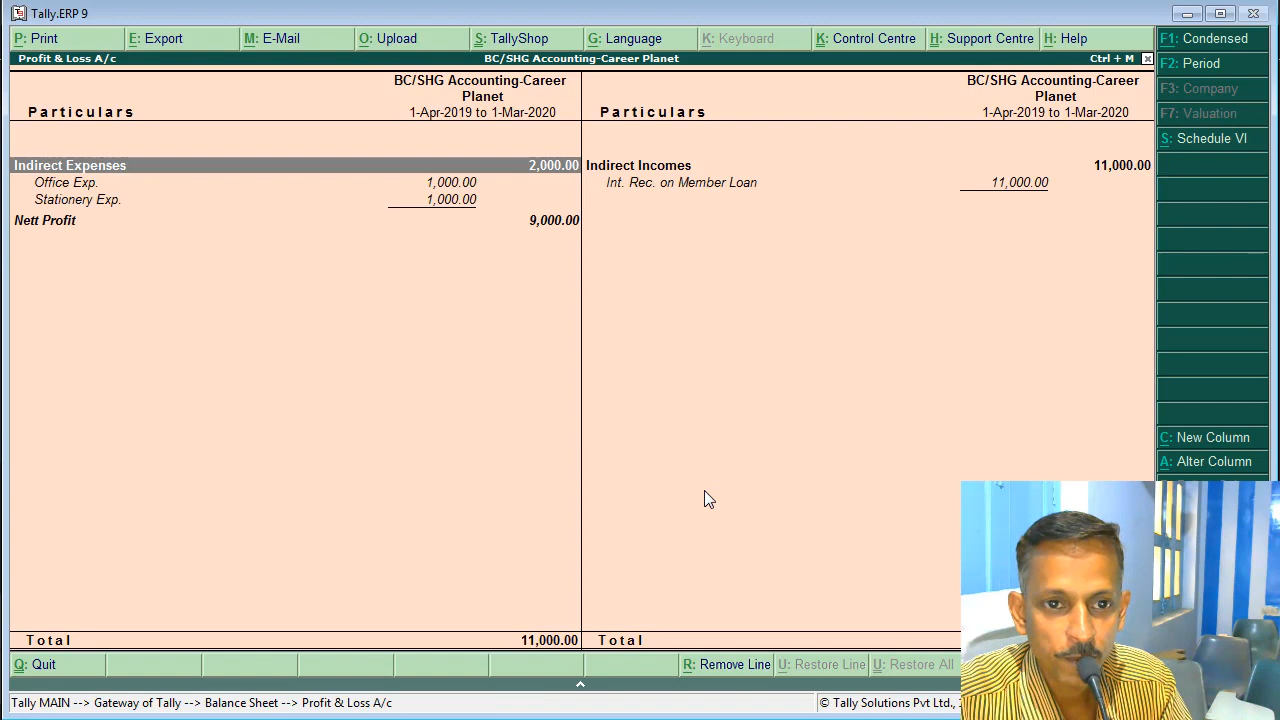 Tally.ERP 9
P: Print E: Export M: E-Mail O: Upload S: TallyShop G: Language K: Keyboard K: Control Centre H: Support Centre H: Help
Profit & Loss A/c BC/SHG Accounting-Career Planet Ctrl + M
Particulars
BC/SHG Accounting-Career
Planet
1-Apr-2019 to 1-Mar-2020
Indirect Expenses 2,000.00
Office Exp. 1,000.00
Stationery Exp. 1,000.00
Nett Profit 9,000.00
Total 11,000.00
Particulars
BC/SHG Accounting-Career
Planet
1-Apr-2019 to 1-Mar-2020
Indirect Incomes 11,000.00
Int. Rec. on Member Loan 11,000.00
Total
F1: Condensed
F2: Period
F3: Company
F7: Valuation
S: Schedule VI
C: New Column
A: Alter Column
Q: Quit R: Remove Line U: Restore Line U: Restore All
Tally MAIN --> Gateway of Tally --> Balance Sheet --> Profit & Loss A/c © Tally Solutions Pvt Ltd.,